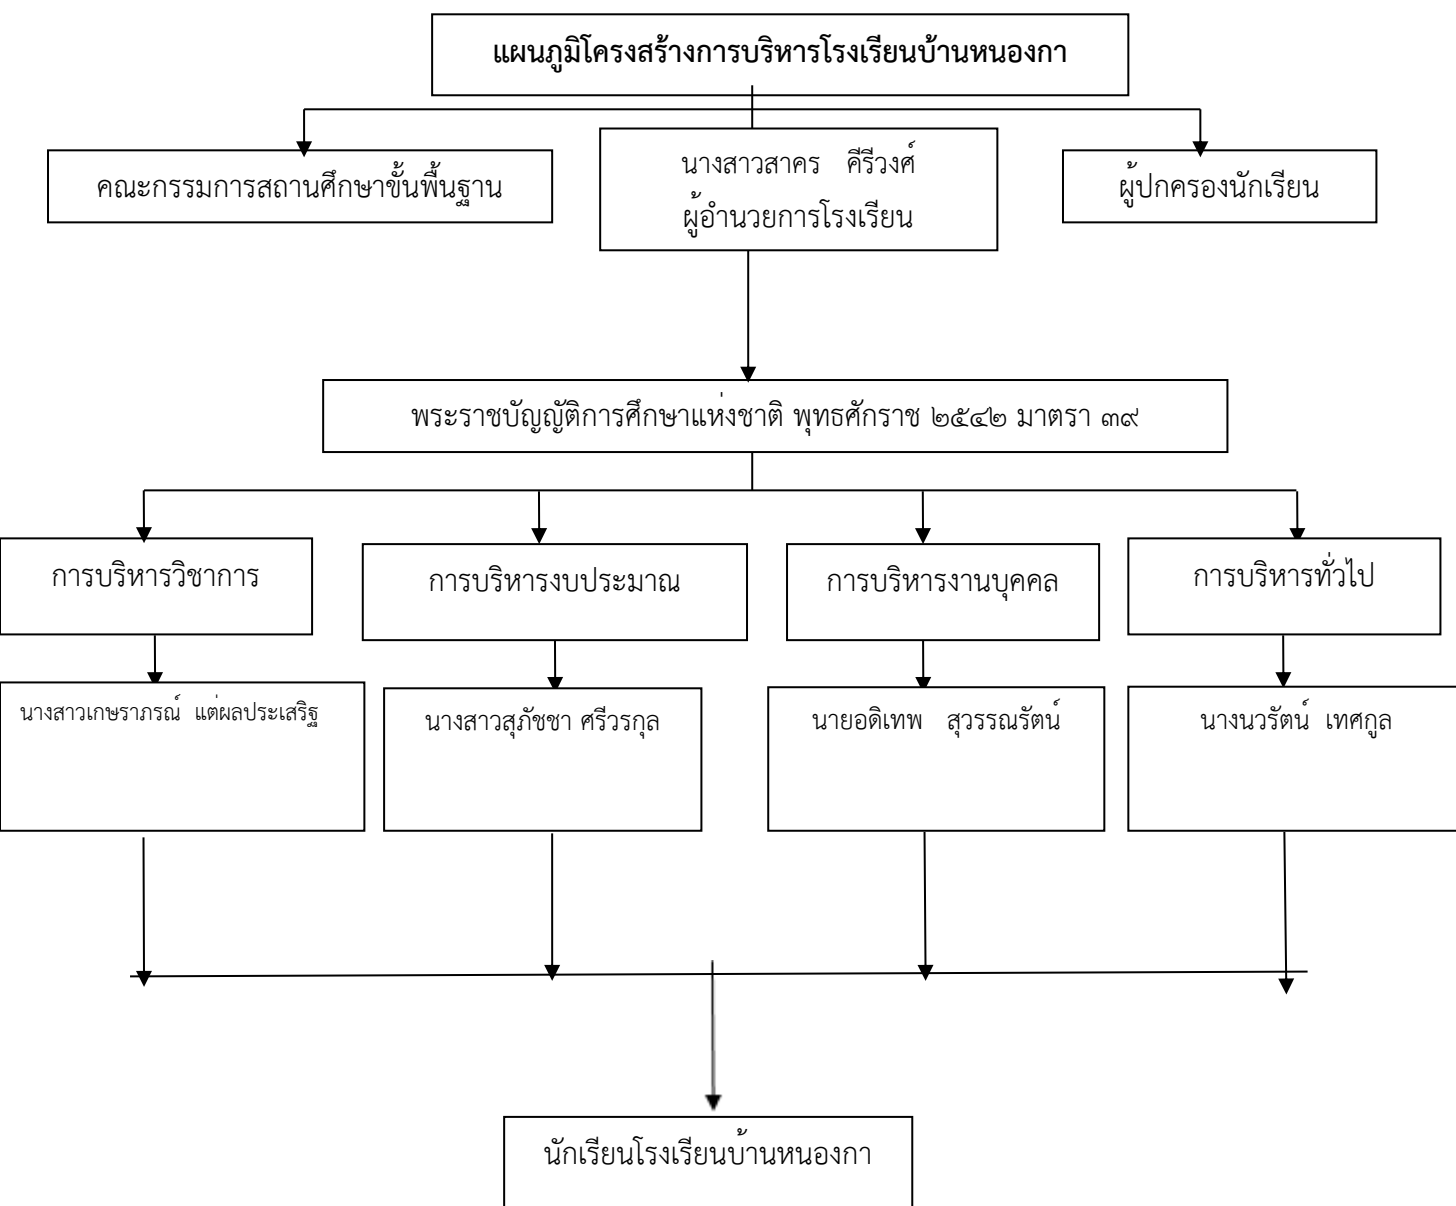 แผนภูมิโครงสร้างการบริหารโรงเรียนบ้านหนองกา
คณะกรรมการสถานศึกษาขั้นพื้นฐาน
นางสาวสาคร คีรีวงศ์
ผู้อำนวยการโรงเรียน
ผู้ปกครองนักเรียน
พระราชบัญญัติการศึกษาแห่งชาติ พุทธศักราช ๒๕๔๒ มาตรา ๓๙
การบริหารวิชาการ
การบริหารงบประมาณ
การบริหารงานบุคคล
การบริหารทั่วไป
นางสาวเกษราภรณ์ แต่ผลประเสริฐ
นางสาวสุภัชชา ศรีวรกุล
นายอดิเทพ สุวรรณรัตน์
นางนวรัตน์ เทศกูล
นักเรียนโรงเรียนบ้านหนองกา